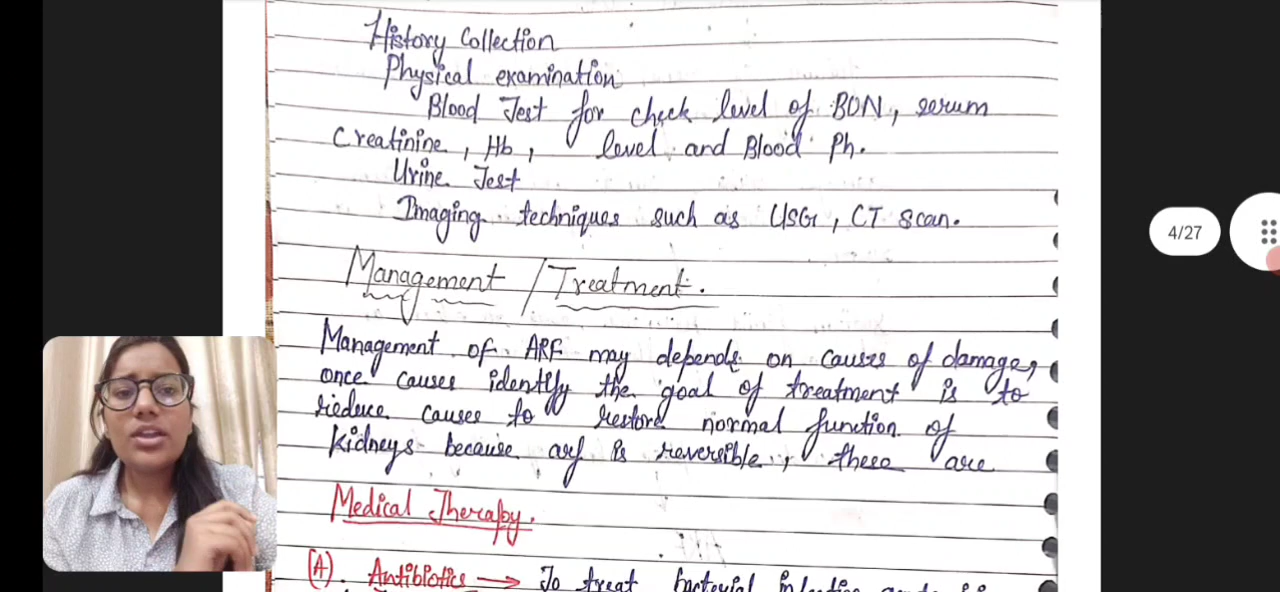 History Collection
Physical examination
Blood Test for check level of BUN, serum
Creatinine, Hb, level and Blood Ph.
Urine Test
Imaging techniques such as USG, CT Scan.
4/27
Management / Treatment.
Management of ARF may depends on causes of damage,
once causes identify the goal of treatment is to
reduce causes to restore normal function of
kidneys because arf is reversible, these are
Medical Therapy.
(A). Antibiotics → To treat bacterial infection